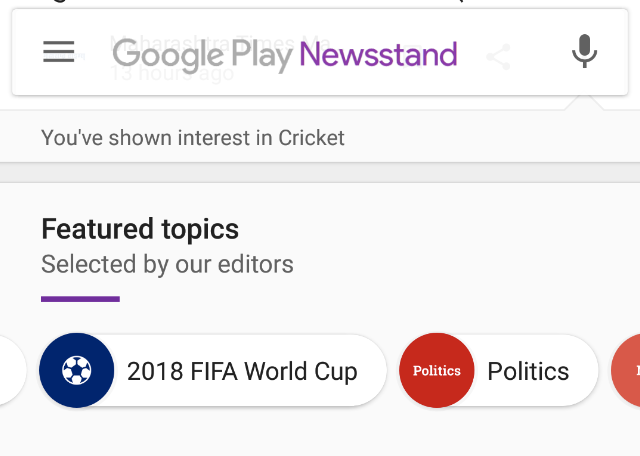 Maharashtra Times Ma
Google Play Newsstand
13 hours ago
You've shown interest in Cricket
Featured topics
Selected by our editors
2018 FIFA World Cup
Politics Politics